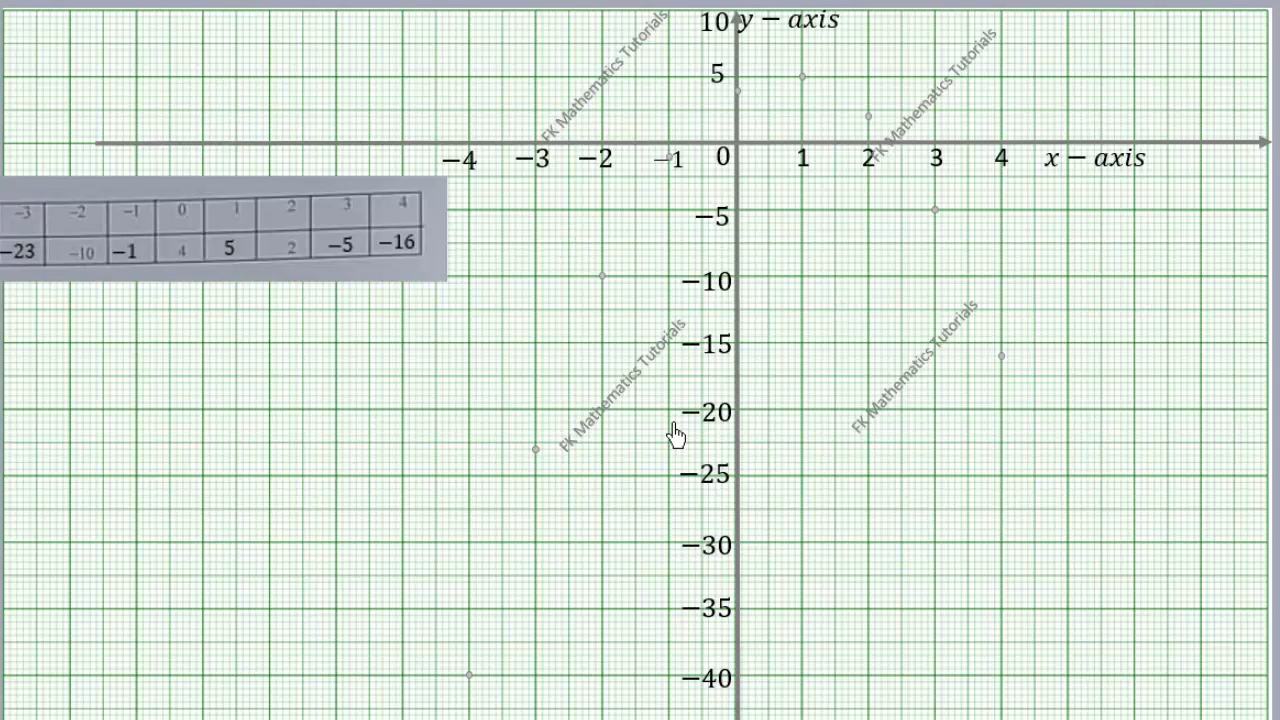 10 y − axis
5
−4 −3 −2 −1 0 1 2 3 4 x − axis
−3 −2 −1 0 1 2 3 4
−23 −10 −1 4 5 2 −5 −16
−5
−10
−15
−20
−25
−30
−35
−40
FK Mathematics Tutorials
FK Mathematics Tutorials
FK Mathematics Tutorials
FK Mathematics Tutorials